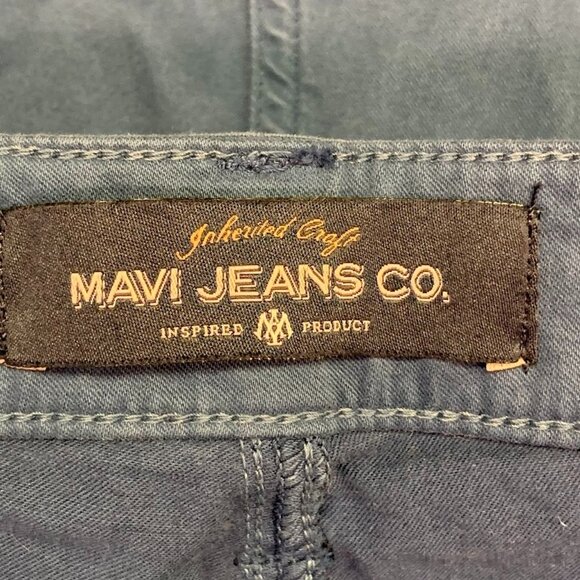 Inherited Craft
MAVI JEANS CO.
INSPIRED M PRODUCT